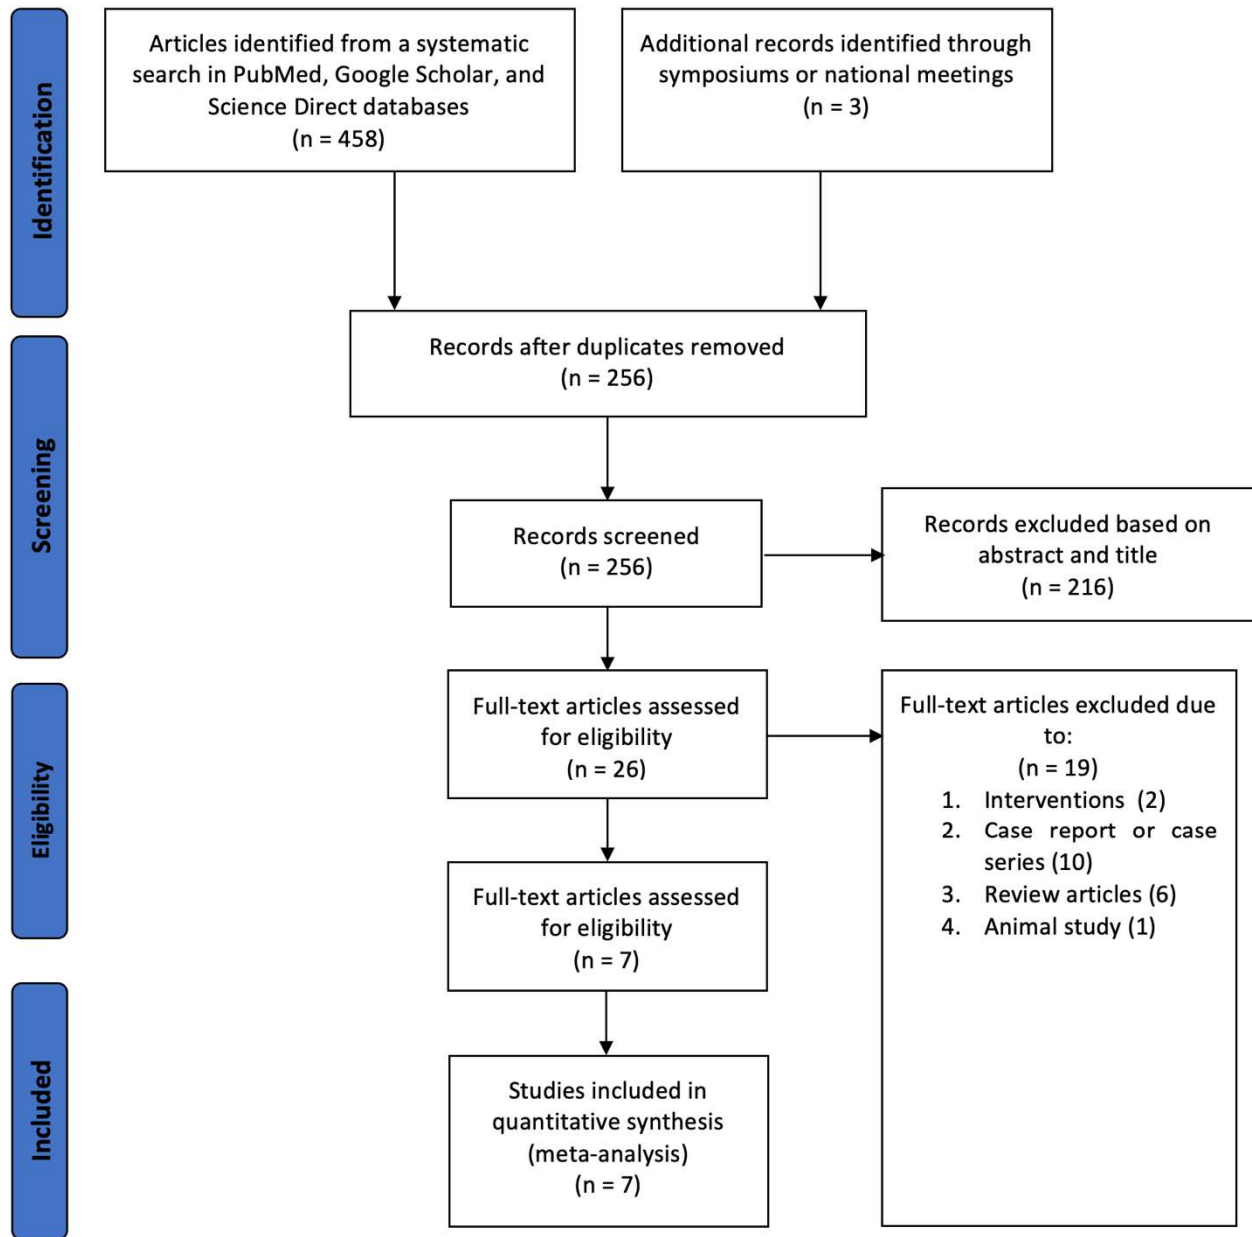 Identification
Articles identified from a systematic
search in PubMed, Google Scholar, and
Science Direct databases
(n = 458)
Additional records identified through
symposiums or national meetings
(n = 3)
Screening
Records after duplicates removed
(n = 256)
Records screened
(n = 256)
Records excluded based on
abstract and title
(n = 216)
Eligibility
Full-text articles assessed
for eligibility
(n = 26)
Full-text articles excluded due
to:
(n = 19)
1. Interventions (2)
2. Case report or case
series (10)
3. Review articles (6)
4. Animal study (1)
Full-text articles assessed
for eligibility
(n = 7)
Included
Studies included in
quantitative synthesis
(meta-analysis)
(n = 7)